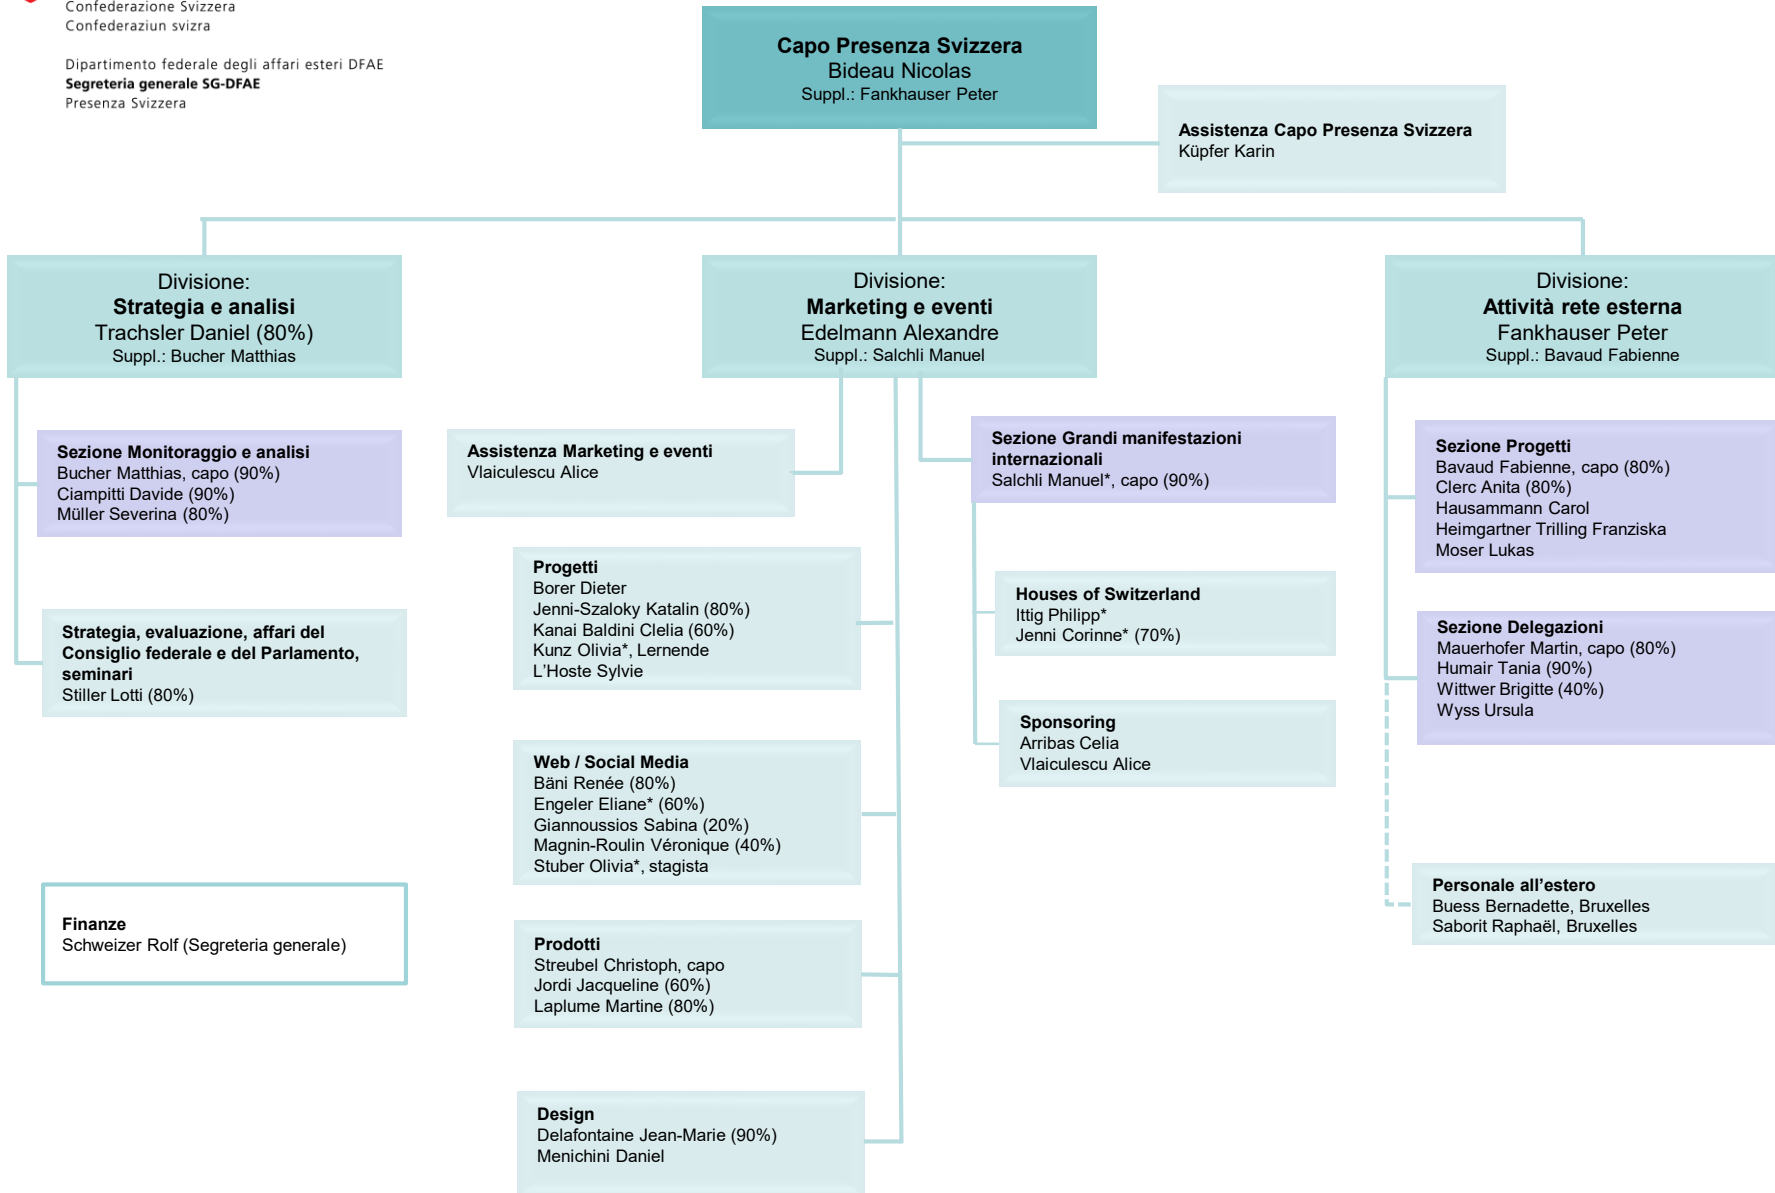 Confederazione Svizzera
Confederaziun svizra
Dipartimento federale degli affari esteri DFAE
Segreteria generale SG-DFAE
Presenza Svizzera
Capo Presenza Svizzera
Bideau Nicolas
Suppl.: Fankhauser Peter
Assistenza Capo Presenza Svizzera
Küpfer Karin
Divisione:
Strategia e analisi
Trachsler Daniel (80%)
Suppl.: Bucher Matthias
Divisione:
Marketing e eventi
Edelmann Alexandre
Suppl.: Salchli Manuel
Divisione:
Attività rete esterna
Fankhauser Peter
Suppl.: Bavaud Fabienne
Sezione Monitoraggio e analisi
Bucher Matthias, capo (90%)
Ciampitti Davide (90%)
Müller Severina (80%)
Strategia, evaluazione, affari del
Consiglio federale e del Parlamento,
seminari
Stiller Lotti (80%)
Finanze
Schweizer Rolf (Segreteria generale)
Assistenza Marketing e eventi
Vlaiculescu Alice
Progetti
Borer Dieter
Jenni-Szaloky Katalin (80%)
Kanai Baldini Clelia (60%)
Kunz Olivia*, Lernende
L'Hoste Sylvie
Web / Social Media
Bäni Renée (80%)
Engeler Eliane* (60%)
Giannoussios Sabina (20%)
Magnin-Roulin Véronique (40%)
Stuber Olivia*, stagista
Prodotti
Streubel Christoph, capo
Jordi Jacqueline (60%)
Laplume Martine (80%)
Design
Delafontaine Jean-Marie (90%)
Menichini Daniel
Sezione Grandi manifestazioni
internazionali
Salchli Manuel*, capo (90%)
Houses of Switzerland
Ittig Philipp*
Jenni Corinne* (70%)
Sponsoring
Arribas Celia
Vlaiculescu Alice
Sezione Progetti
Bavaud Fabienne, capo (80%)
Clerc Anita (80%)
Hausammann Carol
Heimgartner Trilling Franziska
Moser Lukas
Sezione Delegazioni
Mauerhofer Martin, capo (80%)
Humair Tania (90%)
Wittwer Brigitte (40%)
Wyss Ursula
Personale all'estero
Buess Bernadette, Bruxelles
Saborit Raphaël, Bruxelles